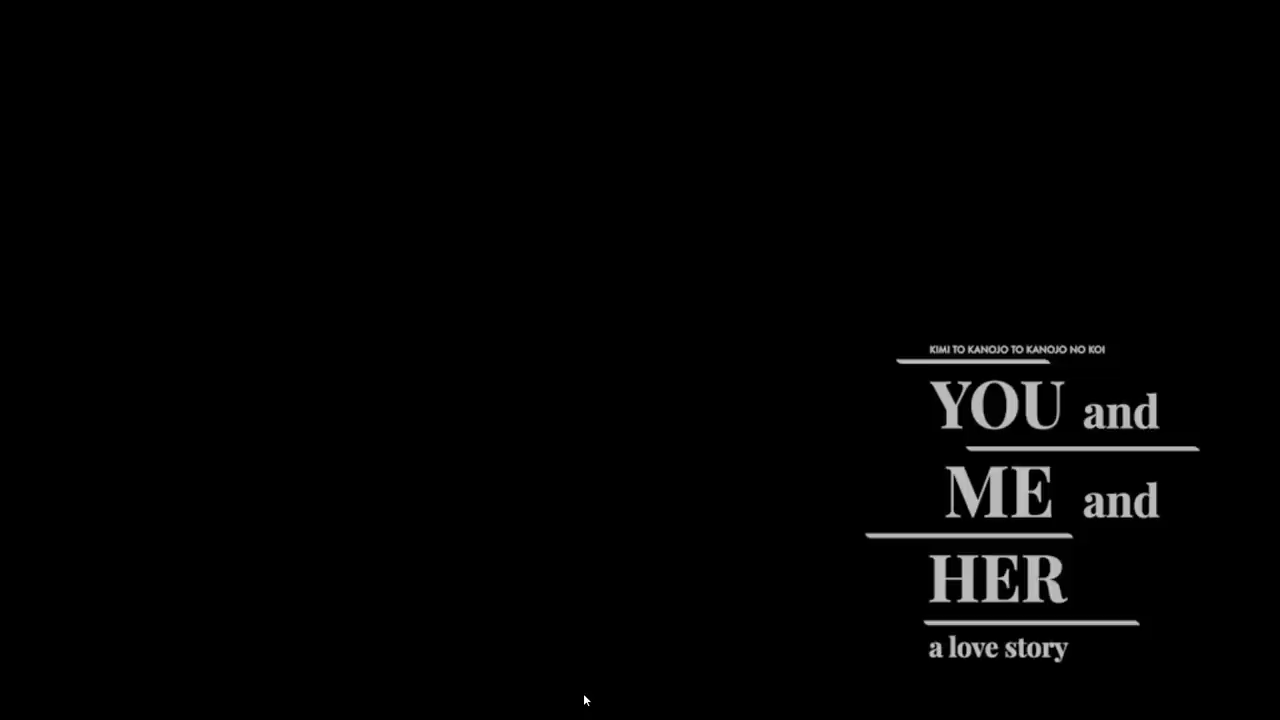 KIMI TO KANOJO TO KANOJO NO KOI
YOU and
ME and
HER
a love story